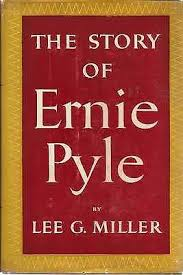 THE STORY
OF
Ernie
Pyle
BY
LEE G. MILLER